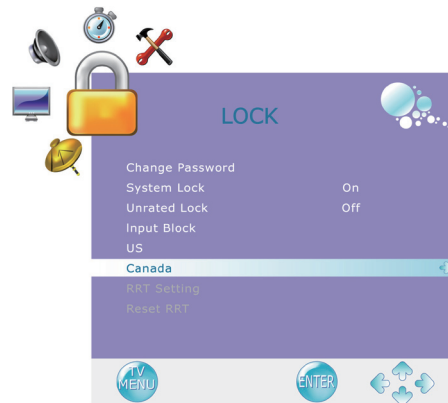 LOCK
Change Password
System Lock On
Unrated Lock Off
Input Block
US
Canada
RRT Setting
Reset RRT
TV
MENU
ENTER